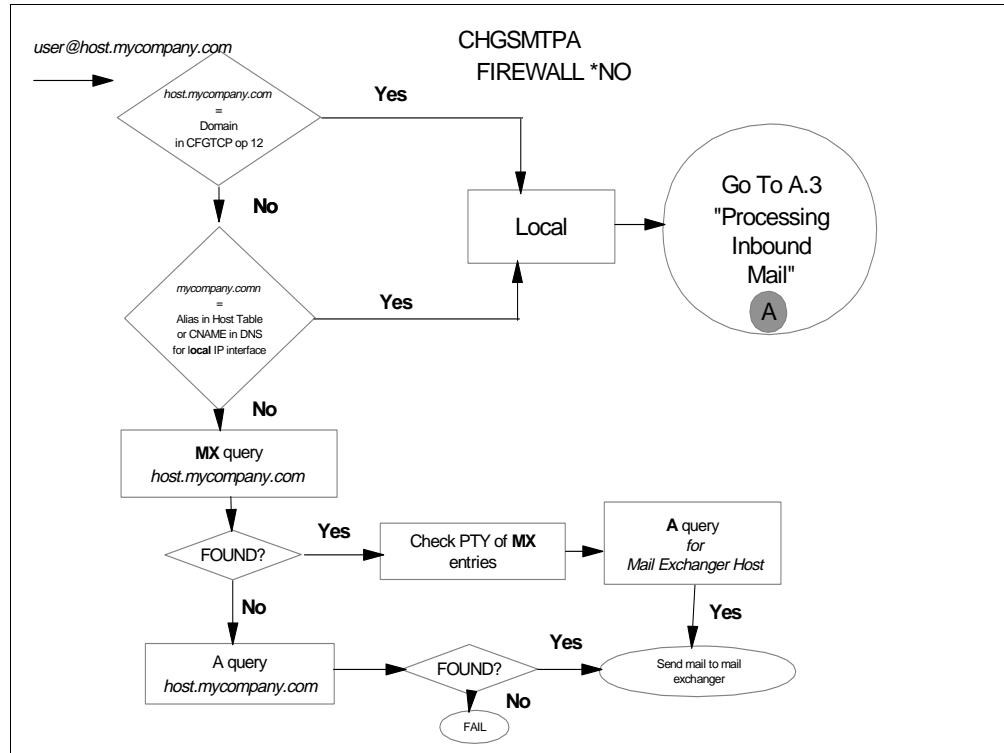 user@host.mycompany.com
CHGSMTPA
FIREWALL *NO
host.mycompany.com
=
Domain
in CFGTCP op 12
Yes
No
Local
Go To A.3
"Processing
Inbound
Mail"
A
mycompany.comn
=
Alias in Host Table
or CNAME in DNS
for local IP interface
Yes
No
MX query
host.mycompany.com
FOUND?
Yes
Check PTY of MX
entries
A query
for
Mail Exchanger Host
No
Yes
A query
host.mycompany.com
FOUND?
Yes
Send mail to mail
exchanger
No
FAIL